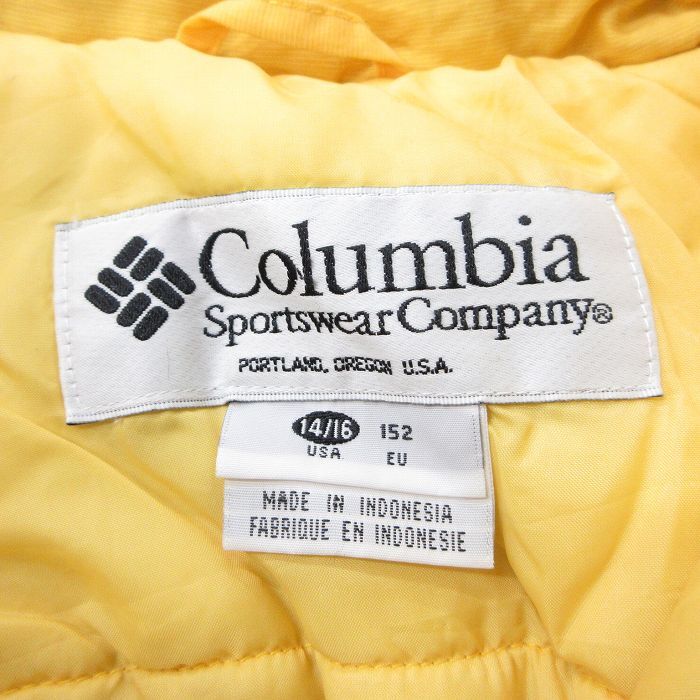 Columbia
Sportswear Company®
PORTLAND, OREGON U.S.A.
14/16 152
USA EU
MADE IN INDONESIA
FABRIQUE EN INDONESIE